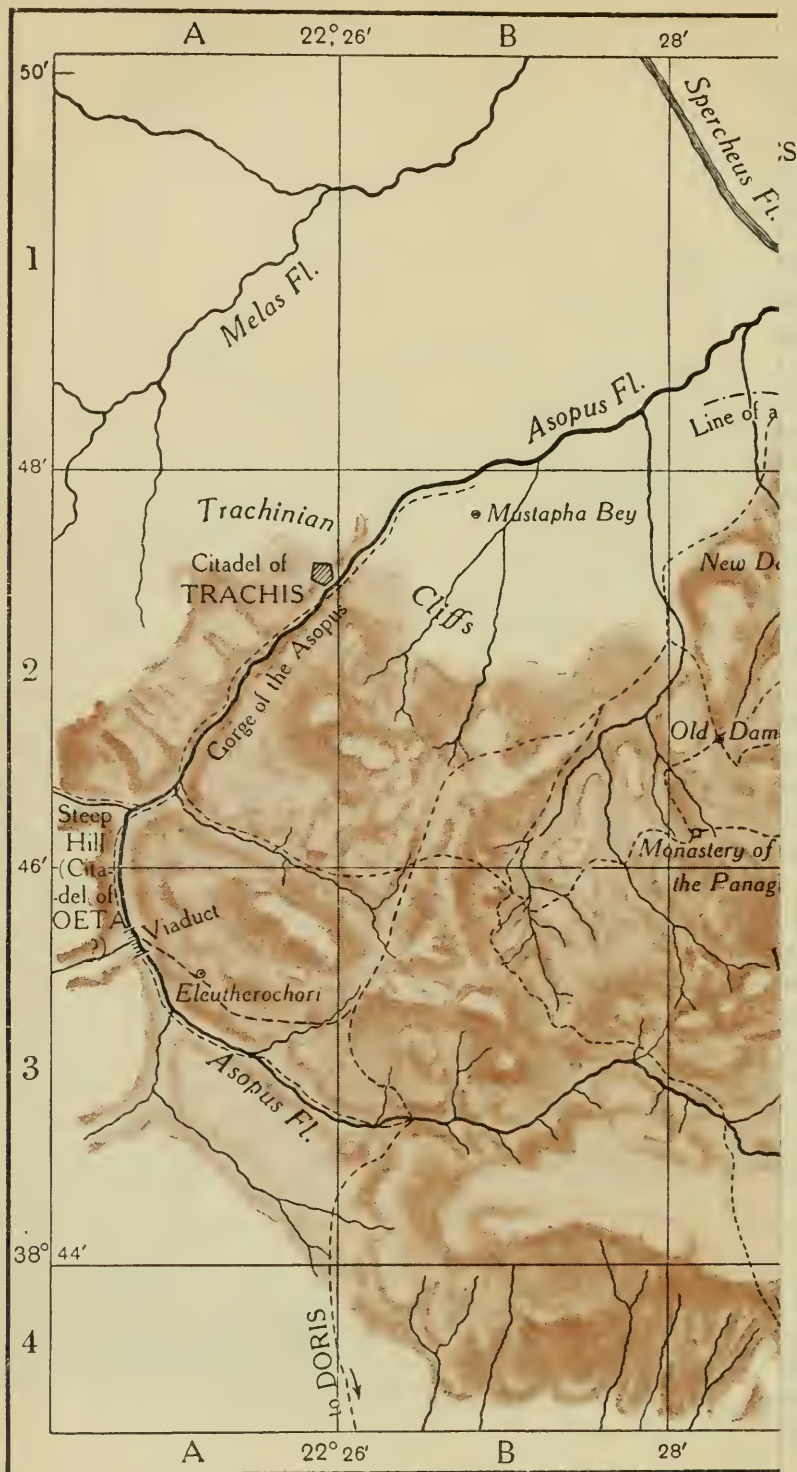 A 22° 26' B 28'
50'
Spercheus Fl.
S
1
Melas Fl.
Asopus Fl.
Line of a
48'
Trachinian
Mustapha Bey
Citadel of
TRACHIS
New Da
Cliffs
Gorge of the Asopus
2
Old Dam
Steep
Hill
(Cita-
del of
OETA
?)
Monastery of
the Panag
46'
Viaduct
Eleutherochori
3
Asopus Fl.
38° 44'
to DORIS
4
A 22° 26' B 28'